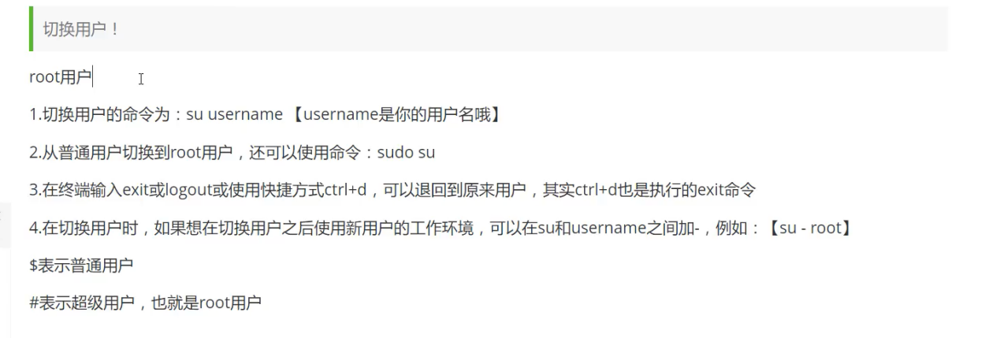 切换用户！
root用户
1.切换用户的命令为：su username 【username是你的用户名哦】
2.从普通用户切换到root用户，还可以使用命令：sudo su
3.在终端输入exit或logout或使用快捷方式ctrl+d，可以退回到原来用户，其实ctrl+d也是执行的exit命令
4.在切换用户时，如果想在切换用户之后使用新用户的工作环境，可以在su和username之间加-，例如：【su - root】
$表示普通用户
#表示超级用户，也就是root用户